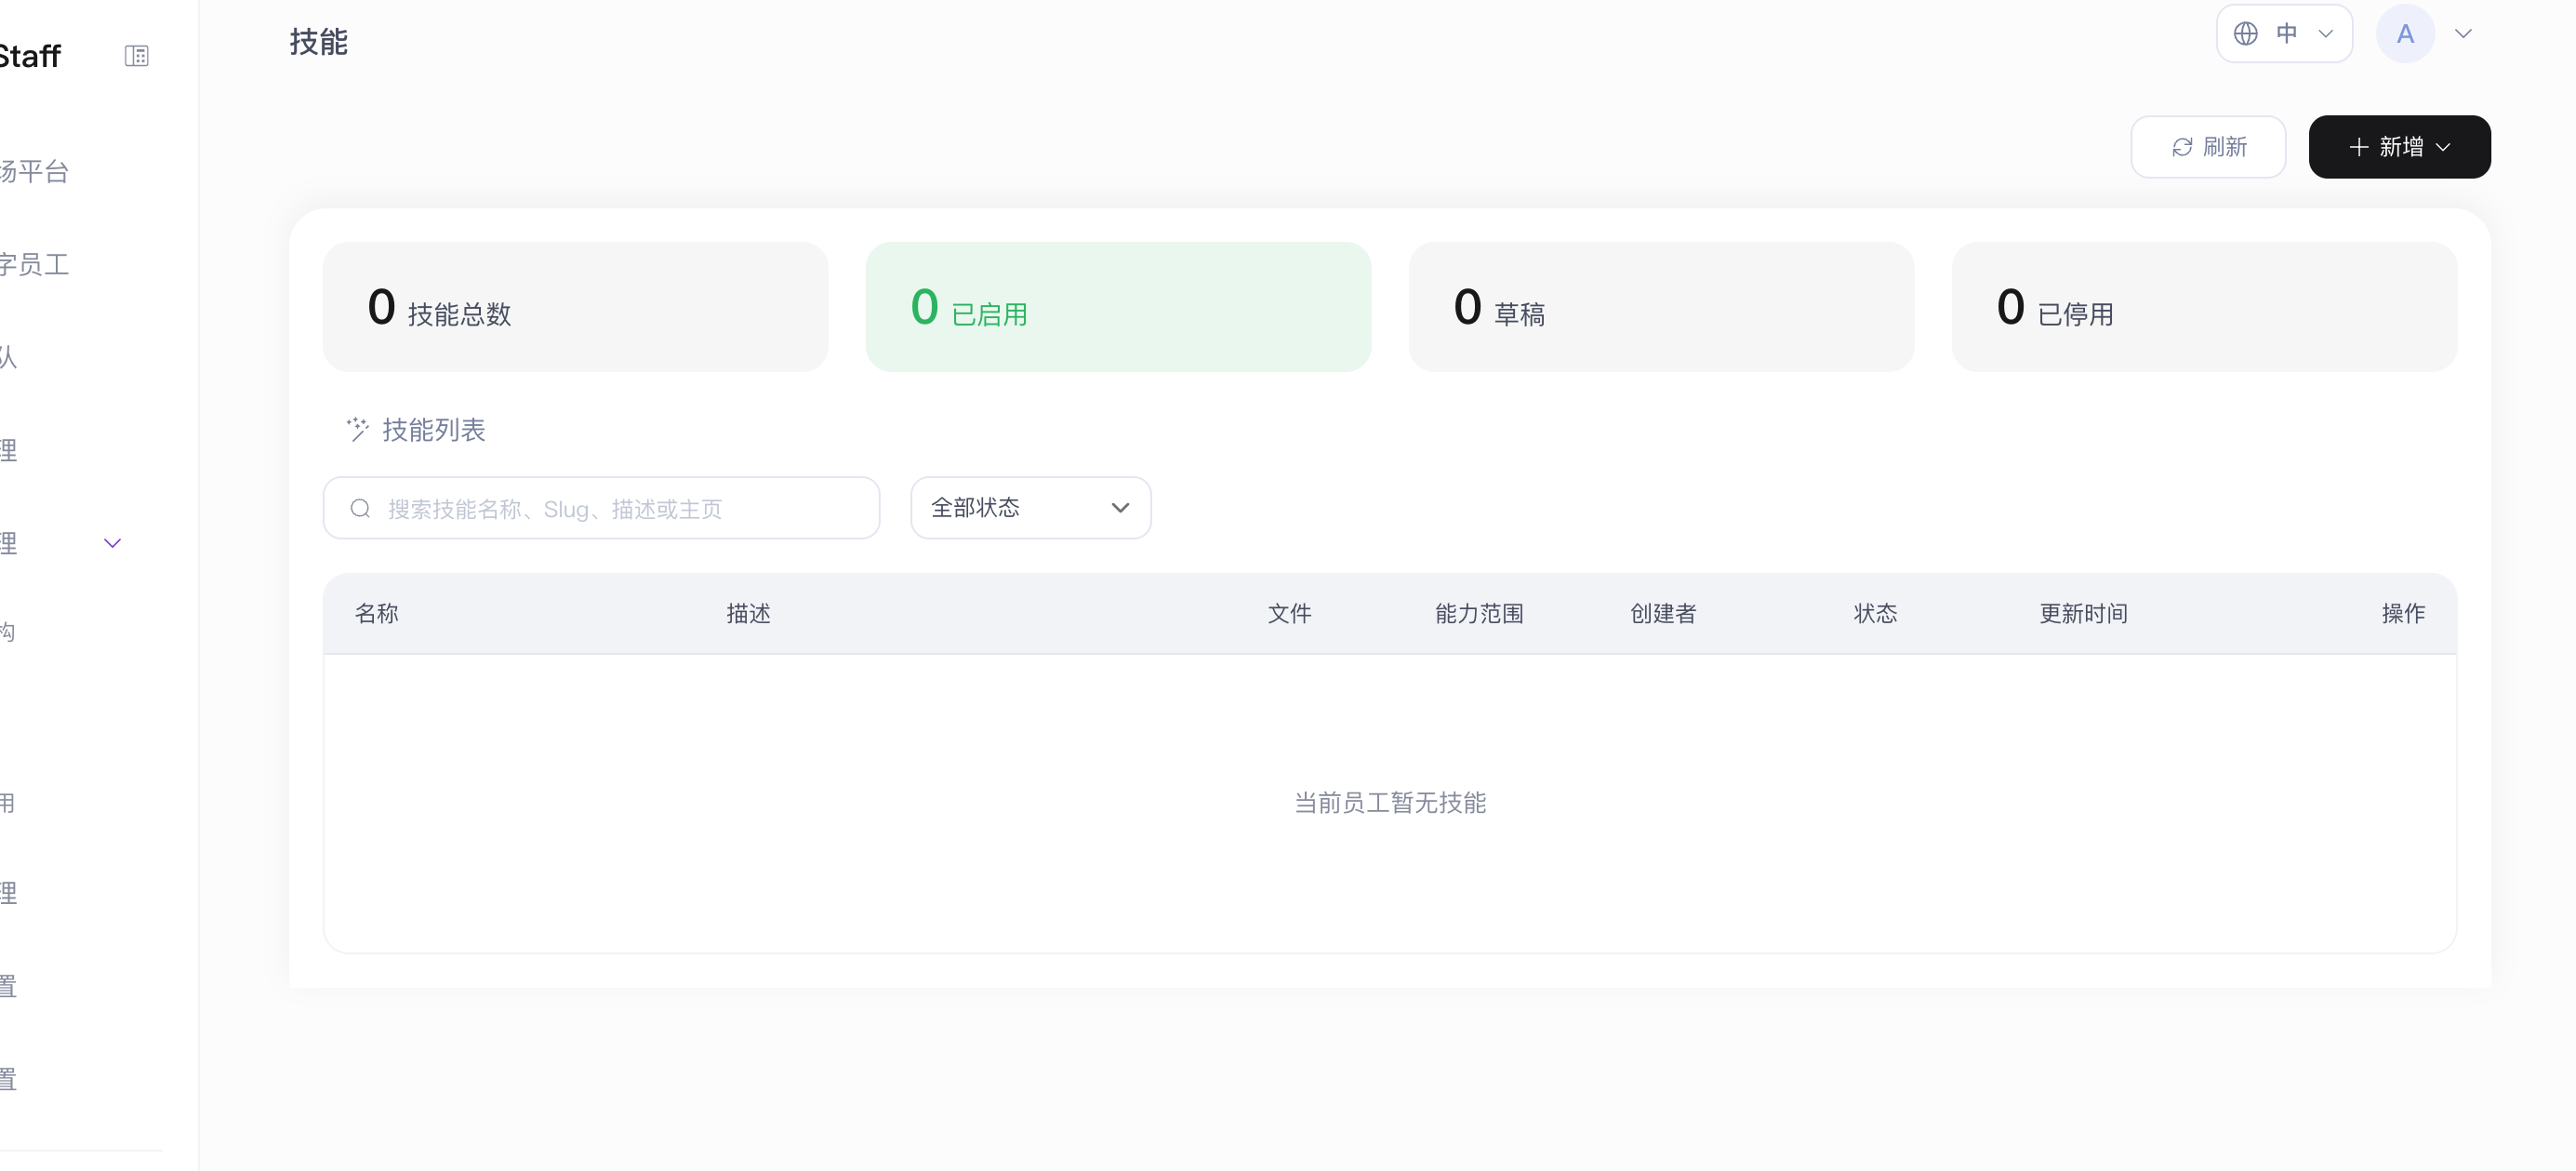 Staff
场平台
字员工
队
理
理
构
用
理
置
置
技能
中
A
刷新
新增
0 技能总数
0 已启用
0 草稿
0 已停用
技能列表
搜索技能名称、Slug、描述或主页
全部状态
名称 描述 文件 能力范围 创建者 状态 更新时间 操作
当前员工暂无技能